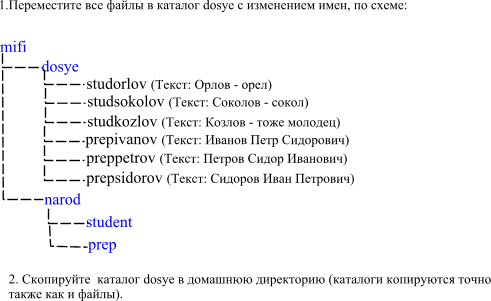 1.Переместите все файлы в каталог dosye с изменением имен, по схеме:
mifi
dosye
studorlov (Текст: Орлов - орел)
studsokolov (Текст: Соколов - сокол)
studkozlov (Текст: Козлов - тоже молодец)
prepivanov (Текст: Иванов Петр Сидорович)
preppetrov (Текст: Петров Сидор Иванович)
prepsidorov (Текст: Сидоров Иван Петрович)
narod
student
prep
2. Скопируйте каталог dosye в домашнюю директорию (каталоги копируются точно
также как и файлы).